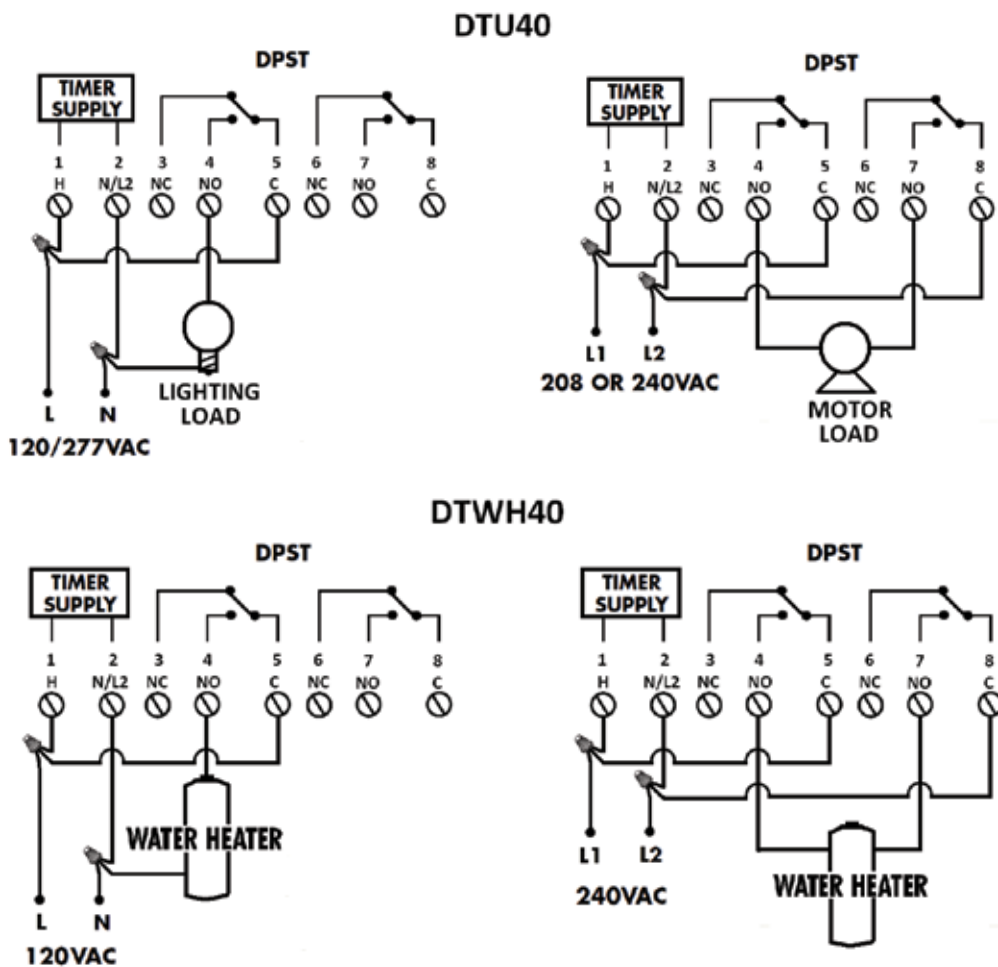 DTU40
DPST
TIMER
SUPPLY
1 2 3 4 5 6 7 8
H N/L2 NC NO C NC NO C
LIGHTING
LOAD
L N
120/277VAC
DPST
TIMER
SUPPLY
1 2 3 4 5 6 7 8
H N/L2 NC NO C NC NO C
L1 L2
208 OR 240VAC
MOTOR
LOAD
DTWH40
DPST
TIMER
SUPPLY
1 2 3 4 5 6 7 8
H N/L2 NC NO C NC NO C
WATER HEATER
L N
120VAC
DPST
TIMER
SUPPLY
1 2 3 4 5 6 7 8
H N/L2 NC NO C NC NO C
L1 L2
240VAC
WATER HEATER